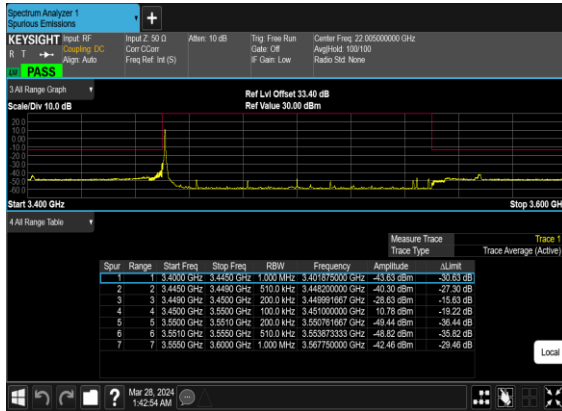 Spectrum Analyzer 1
Spurious Emissions
+
KEYSIGHT Input: RF Input Z: 50 Ω Atten: 10 dB Trig: Free Run Center Freq: 22.005000000 GHz
R T Coupling: DC Corr CCorr Gate: Off Avg|Hold: 100/100
Align: Auto Freq Ref: Int (S) IF Gain: Low Radio Std: None
PASS
3 All Range Graph
Ref Lvl Offset 33.40 dB
Scale/Div 10.0 dB Ref Value 30.00 dBm
20.0
10.0
0.00
-10.0
-20.0
-30.0
-40.0
-50.0
-60.0
Start 3.400 GHz Stop 3.600 GH
4 All Range Table
Measure Trace Trace 1
Trace Type Trace Average (Active)
Spur Range Start Freq Stop Freq RBW Frequency Amplitude ΔLimit
1 1 3.4000 GHz 3.4450 GHz 1.000 MHz 3.401875000 GHz -43.63 dBm -30.63 dB
2 2 3.4450 GHz 3.4490 GHz 510.0 kHz 3.448200000 GHz -40.30 dBm -27.30 dB
3 3 3.4490 GHz 3.4500 GHz 200.0 kHz 3.449991667 GHz -28.63 dBm -15.63 dB
4 4 3.4500 GHz 3.5500 GHz 100.0 kHz 3.451000000 GHz 10.78 dBm -19.22 dB
5 5 3.5500 GHz 3.5510 GHz 200.0 kHz 3.550761667 GHz -49.44 dBm -36.44 dB
6 6 3.5510 GHz 3.5550 GHz 510.0 kHz 3.553873333 GHz -48.82 dBm -35.82 dB
7 7 3.5550 GHz 3.6000 GHz 1.000 MHz 3.567750000 GHz -42.46 dBm -29.46 dB
Local
?
Mar 28, 2024
1:42:54 AM